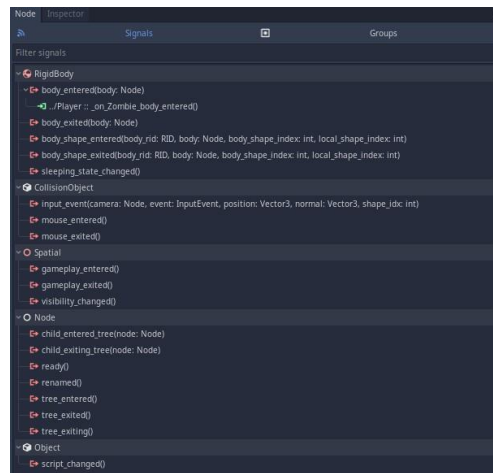 Node Inspector
Signals Groups
Filter signals
RigidBody
body_entered(body: Node)
../Player :: _on_Zombie_body_entered()
body_exited(body: Node)
body_shape_entered(body_rid: RID, body: Node, body_shape_index: int, local_shape_index: int)
body_shape_exited(body_rid: RID, body: Node, body_shape_index: int, local_shape_index: int)
sleeping_state_changed()
CollisionObject
input_event(camera: Node, event: InputEvent, position: Vector3, normal: Vector3, shape_idx: int)
mouse_entered()
mouse_exited()
Spatial
gameplay_entered()
gameplay_exited()
visibility_changed()
Node
child_entered_tree(node: Node)
child_exiting_tree(node: Node)
ready()
renamed()
tree_entered()
tree_exited()
tree_exiting()
Object
script_changed()